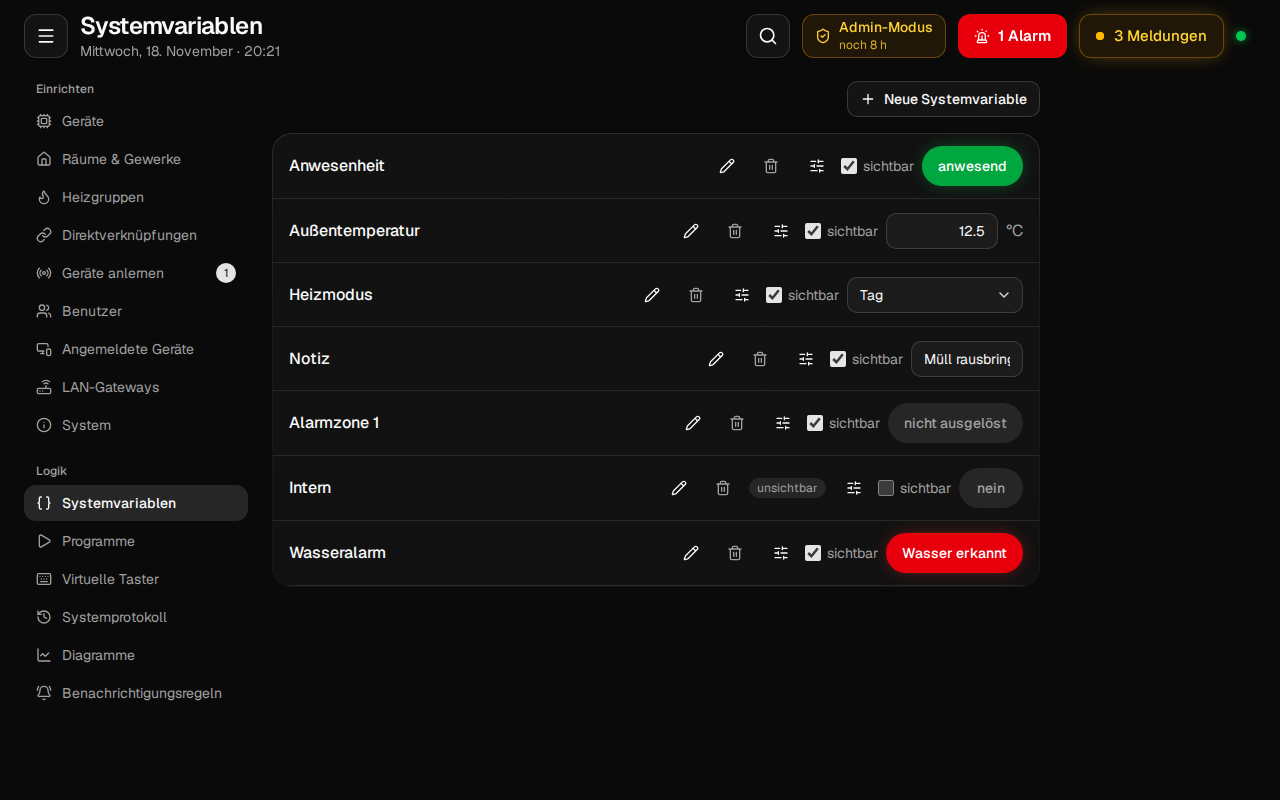 Systemvariablen
Mittwoch, 18. November · 20:21
Admin-Modus
noch 8 h
1 Alarm
3 Meldungen
Einrichten
Geräte
Räume & Gewerke
Heizgruppen
Direktverknüpfungen
Geräte anlernen 1
Benutzer
Angemeldete Geräte
LAN-Gateways
System
Logik
Systemvariablen
Programme
Virtuelle Taster
Systemprotokoll
Diagramme
Benachrichtigungsregeln
Neue Systemvariable
Anwesenheit sichtbar anwesend
Außentemperatur sichtbar 12.5 °C
Heizmodus sichtbar Tag
Notiz sichtbar Müll rausbring
Alarmzone 1 sichtbar nicht ausgelöst
Intern unsichtbar sichtbar nein
Wasseralarm sichtbar Wasser erkannt